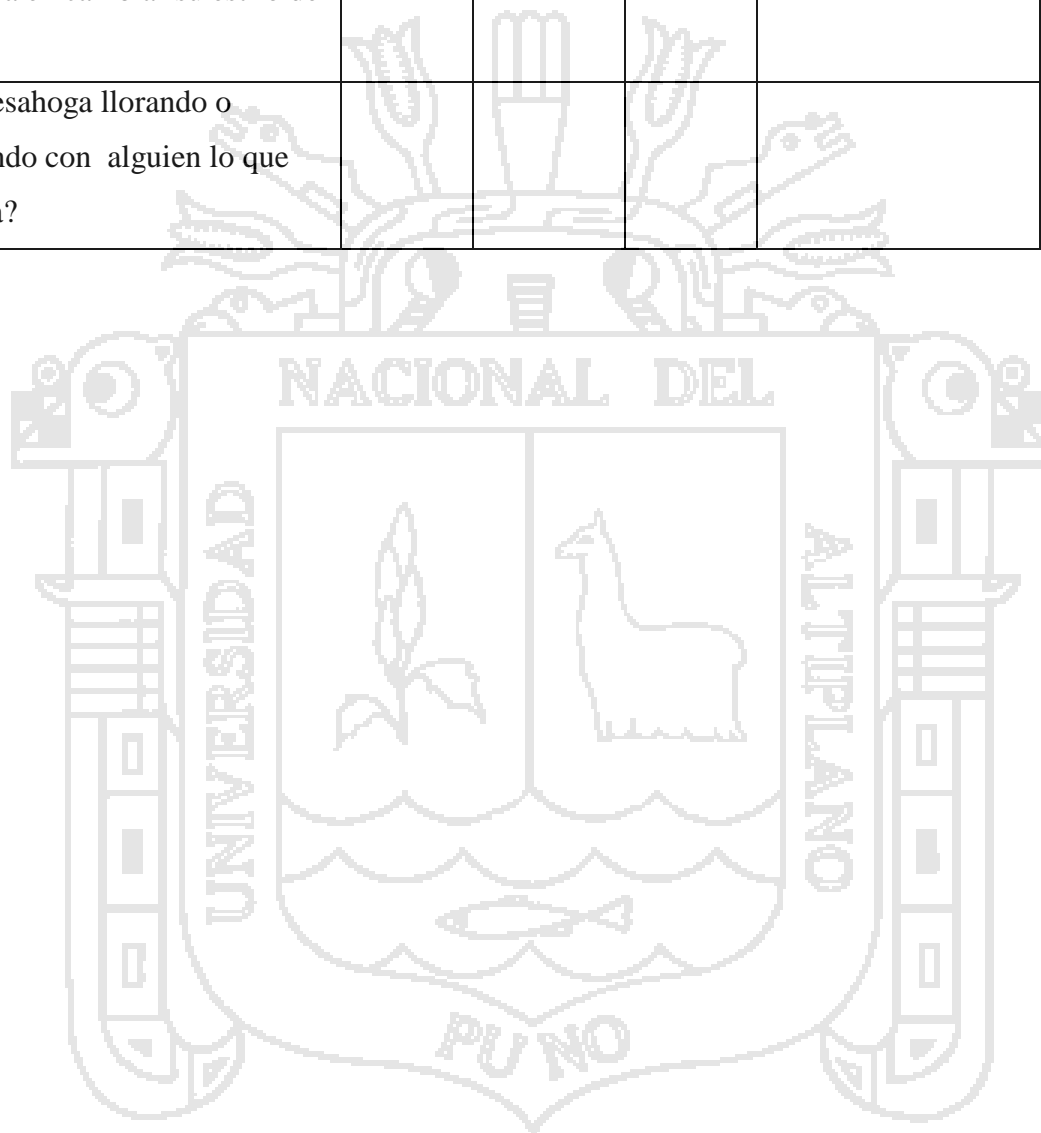 esahoga llorando o
ndo con alguien lo que
a?
NACIONAL DEL
UNIVERSIDAD
ALTIPLANO
PUNO